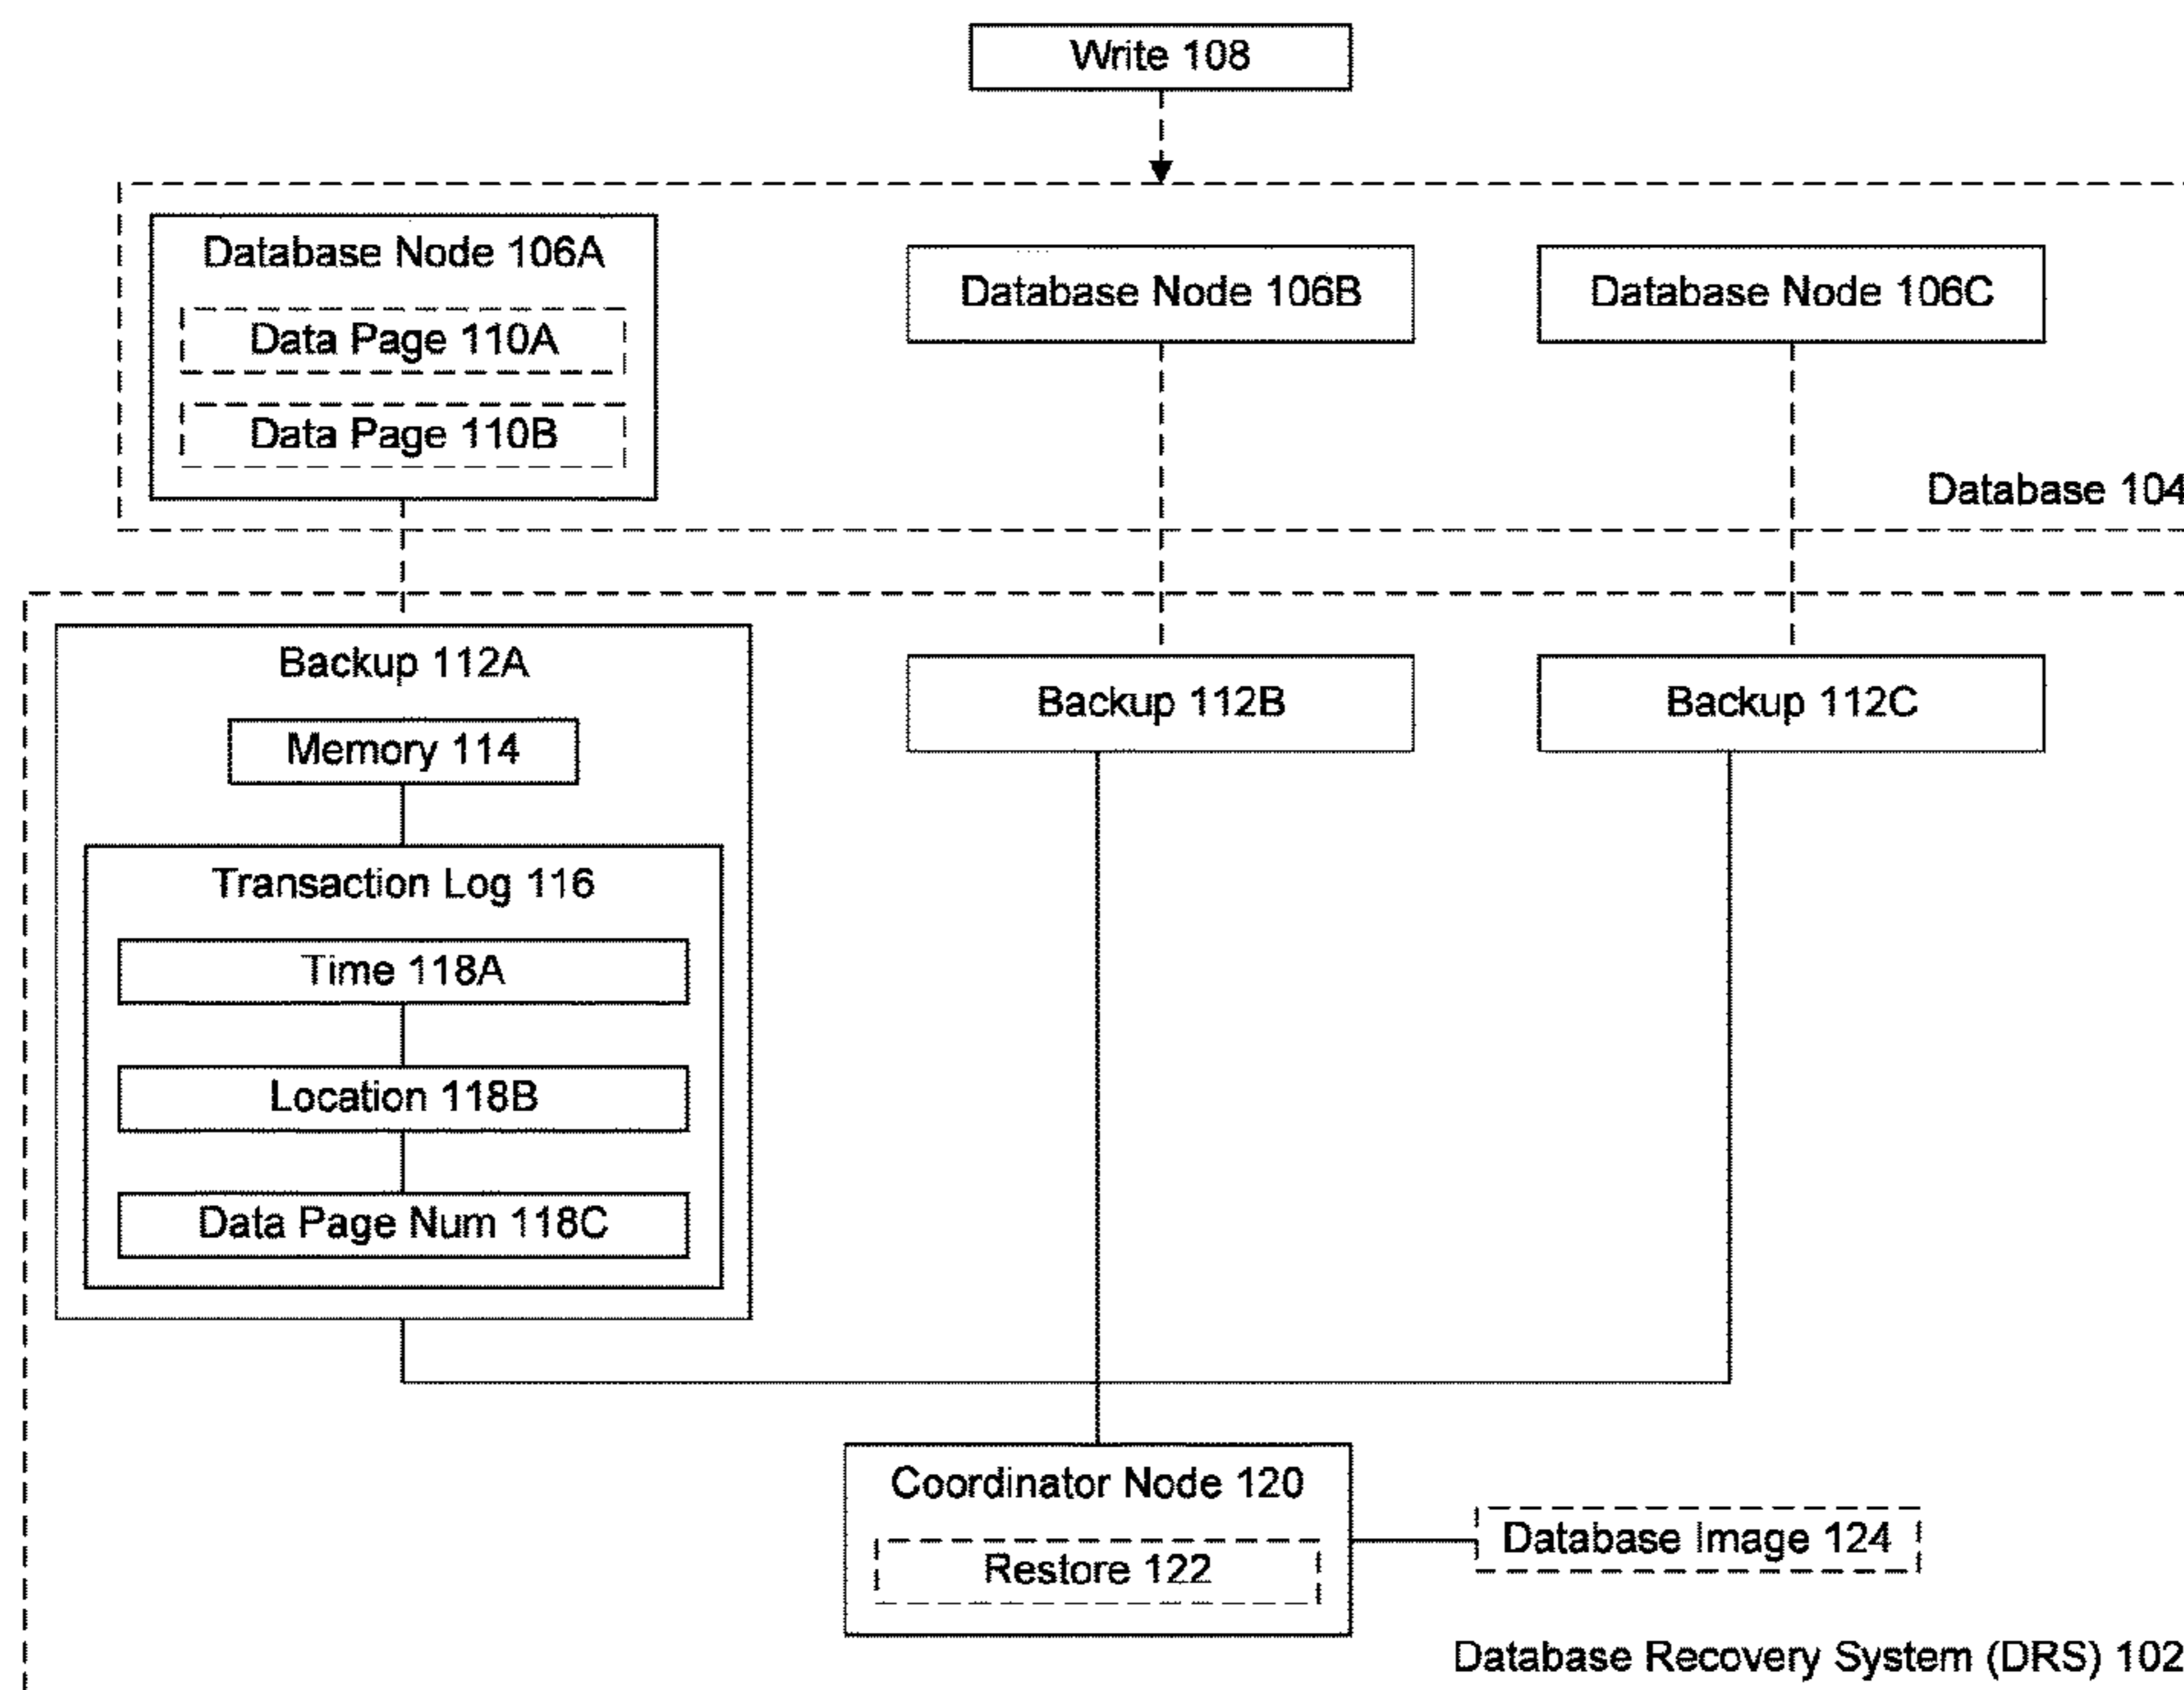 Write 108
Database Node 106A
Data Page 110A
Data Page 110B
Database Node 106B
Database Node 106C
Database 104
Backup 112A
Memory 114
Transaction Log 116
Time 118A
Location 118B
Data Page Num 118C
Backup 112B
Backup 112C
Coordinator Node 120
Restore 122
Database Image 124
Database Recovery System (DRS) 102